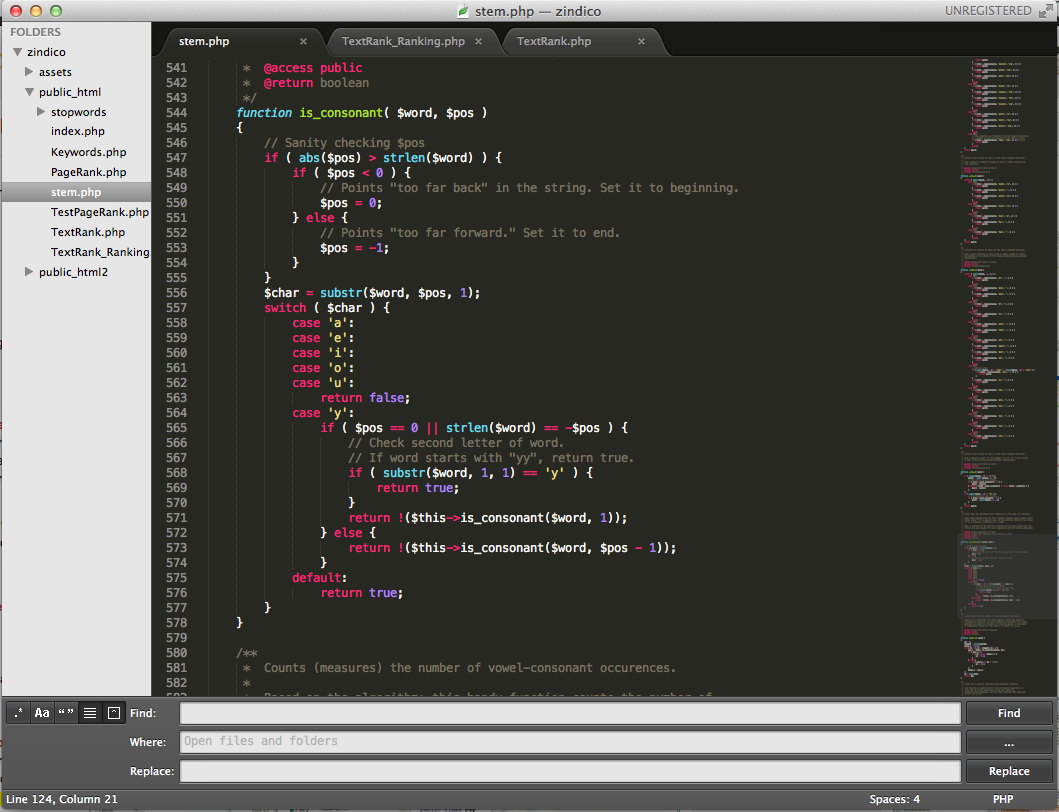 stem.php — zindico
UNREGISTERED
FOLDERS
zindico
assets
public_html
stopwords
index.php
Keywords.php
PageRank.php
stem.php
TestPageRank.php
TextRank.php
TextRank_Ranking
public_html2
stem.php × TextRank_Ranking.php × TextRank.php ×
541 * @access public
542 * @return boolean
543 */
544 function is_consonant( $word, $pos )
545 {
546 // Sanity checking $pos
547 if ( abs($pos) > strlen($word) ) {
548 if ( $pos < 0 ) {
549 // Points "too far back" in the string. Set it to beginning.
550 $pos = 0;
551 } else {
552 // Points "too far forward." Set it to end.
553 $pos = -1;
554 }
555 }
556 $char = substr($word, $pos, 1);
557 switch ( $char ) {
558 case 'a':
559 case 'e':
560 case 'i':
561 case 'o':
562 case 'u':
563 return false;
564 case 'y':
565 if ( $pos == 0 || strlen($word) == -$pos ) {
566 // Check second letter of word.
567 // If word starts with "yy", return true.
568 if ( substr($word, 1, 1) == 'y' ) {
569 return true;
570 }
571 return !($this->is_consonant($word, 1));
572 } else {
573 return !($this->is_consonant($word, $pos - 1));
574 }
575 default:
576 return true;
577 }
578 }
579
580 /**
581 * Counts (measures) the number of vowel-consonant occurences.
582 *
.* Aa “ ” Find: Find
Where: Open files and folders ...
Replace: Replace
Line 124, Column 21 Spaces: 4 PHP